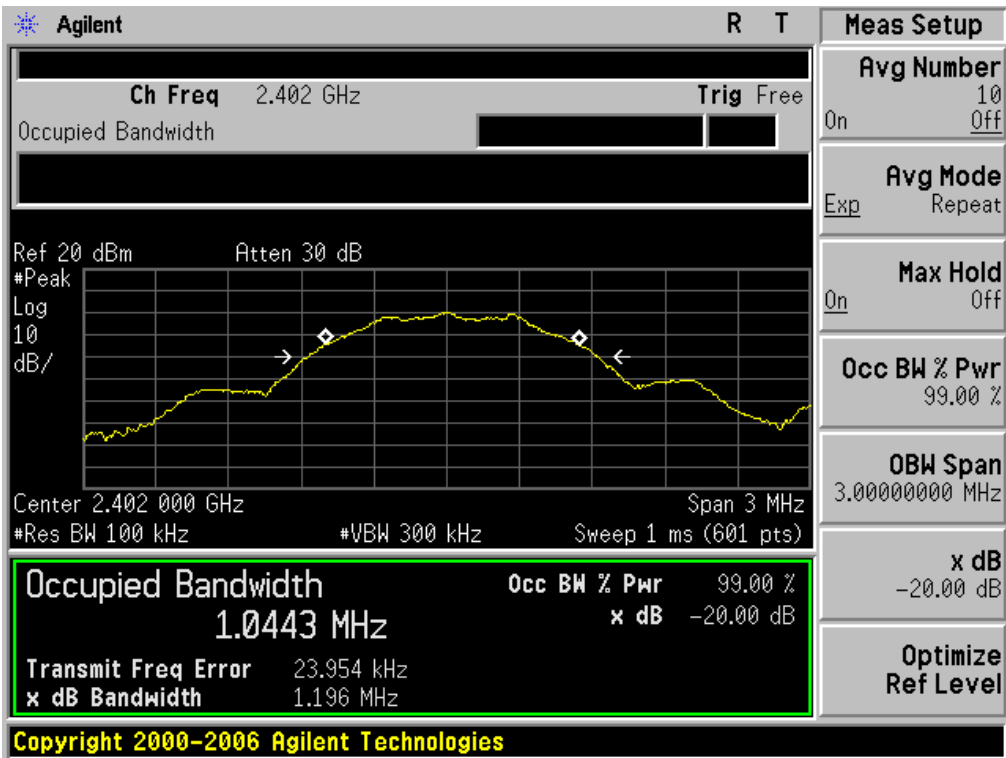 Agilent R T
Ch Freq 2.402 GHz Trig Free
Occupied Bandwidth
Ref 20 dBm Atten 30 dB
#Peak
Log
10
dB/
Center 2.402 000 GHz Span 3 MHz
#Res BW 100 kHz #VBW 300 kHz Sweep 1 ms (601 pts)
Occupied Bandwidth Occ BW % Pwr 99.00 %
1.0443 MHz x dB -20.00 dB
Transmit Freq Error 23.954 kHz
x dB Bandwidth 1.196 MHz
Copyright 2000-2006 Agilent Technologies
Meas Setup
Avg Number
10
On Off
Avg Mode
Exp Repeat
Max Hold
On Off
Occ BW % Pwr
99.00 %
OBW Span
3.00000000 MHz
x dB
-20.00 dB
Optimize
Ref Level